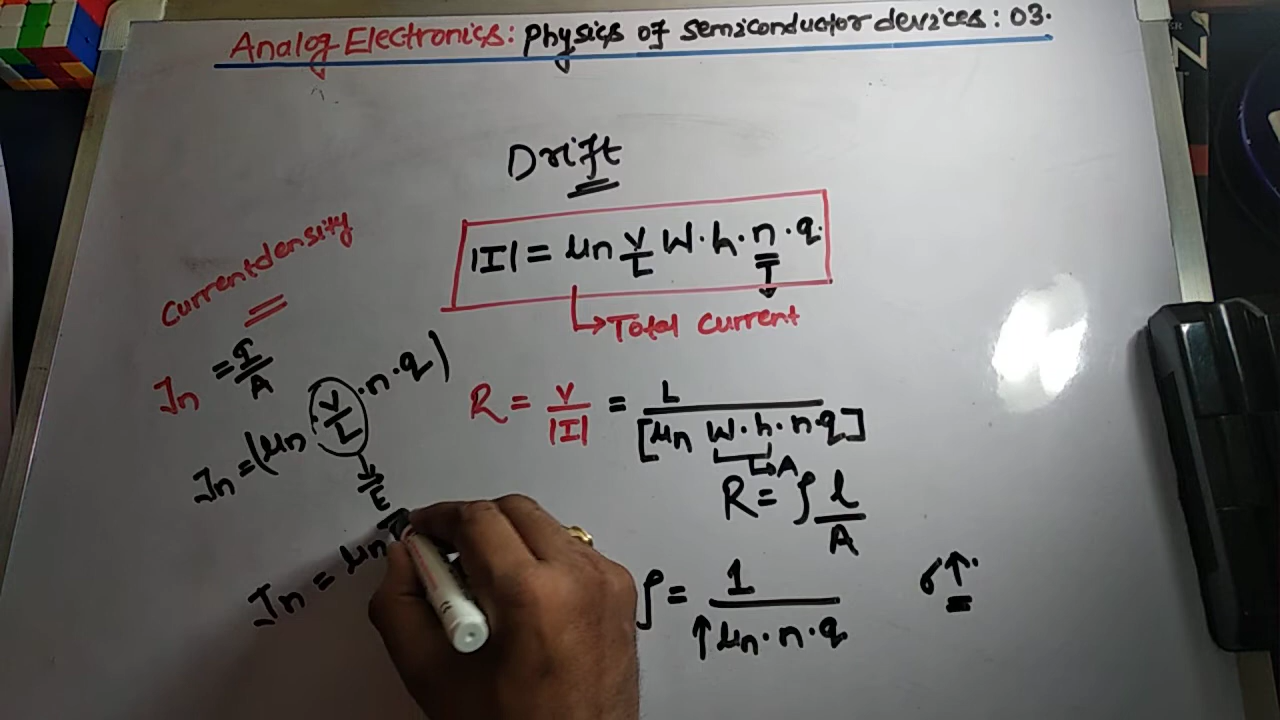 Analog Electronics: Physics of semiconductor devices: 03.
Drift
|I| = μn V/L W.h.n.q.
Total current
Current density
Jn = I/A
Jn = (μn V/L .n.q)
E
Jn = μn
R = V/|I| = L/[μn W.h.nq]
A
R = ρ l/A
ρ = 1/↑μn.n.q
σ↑